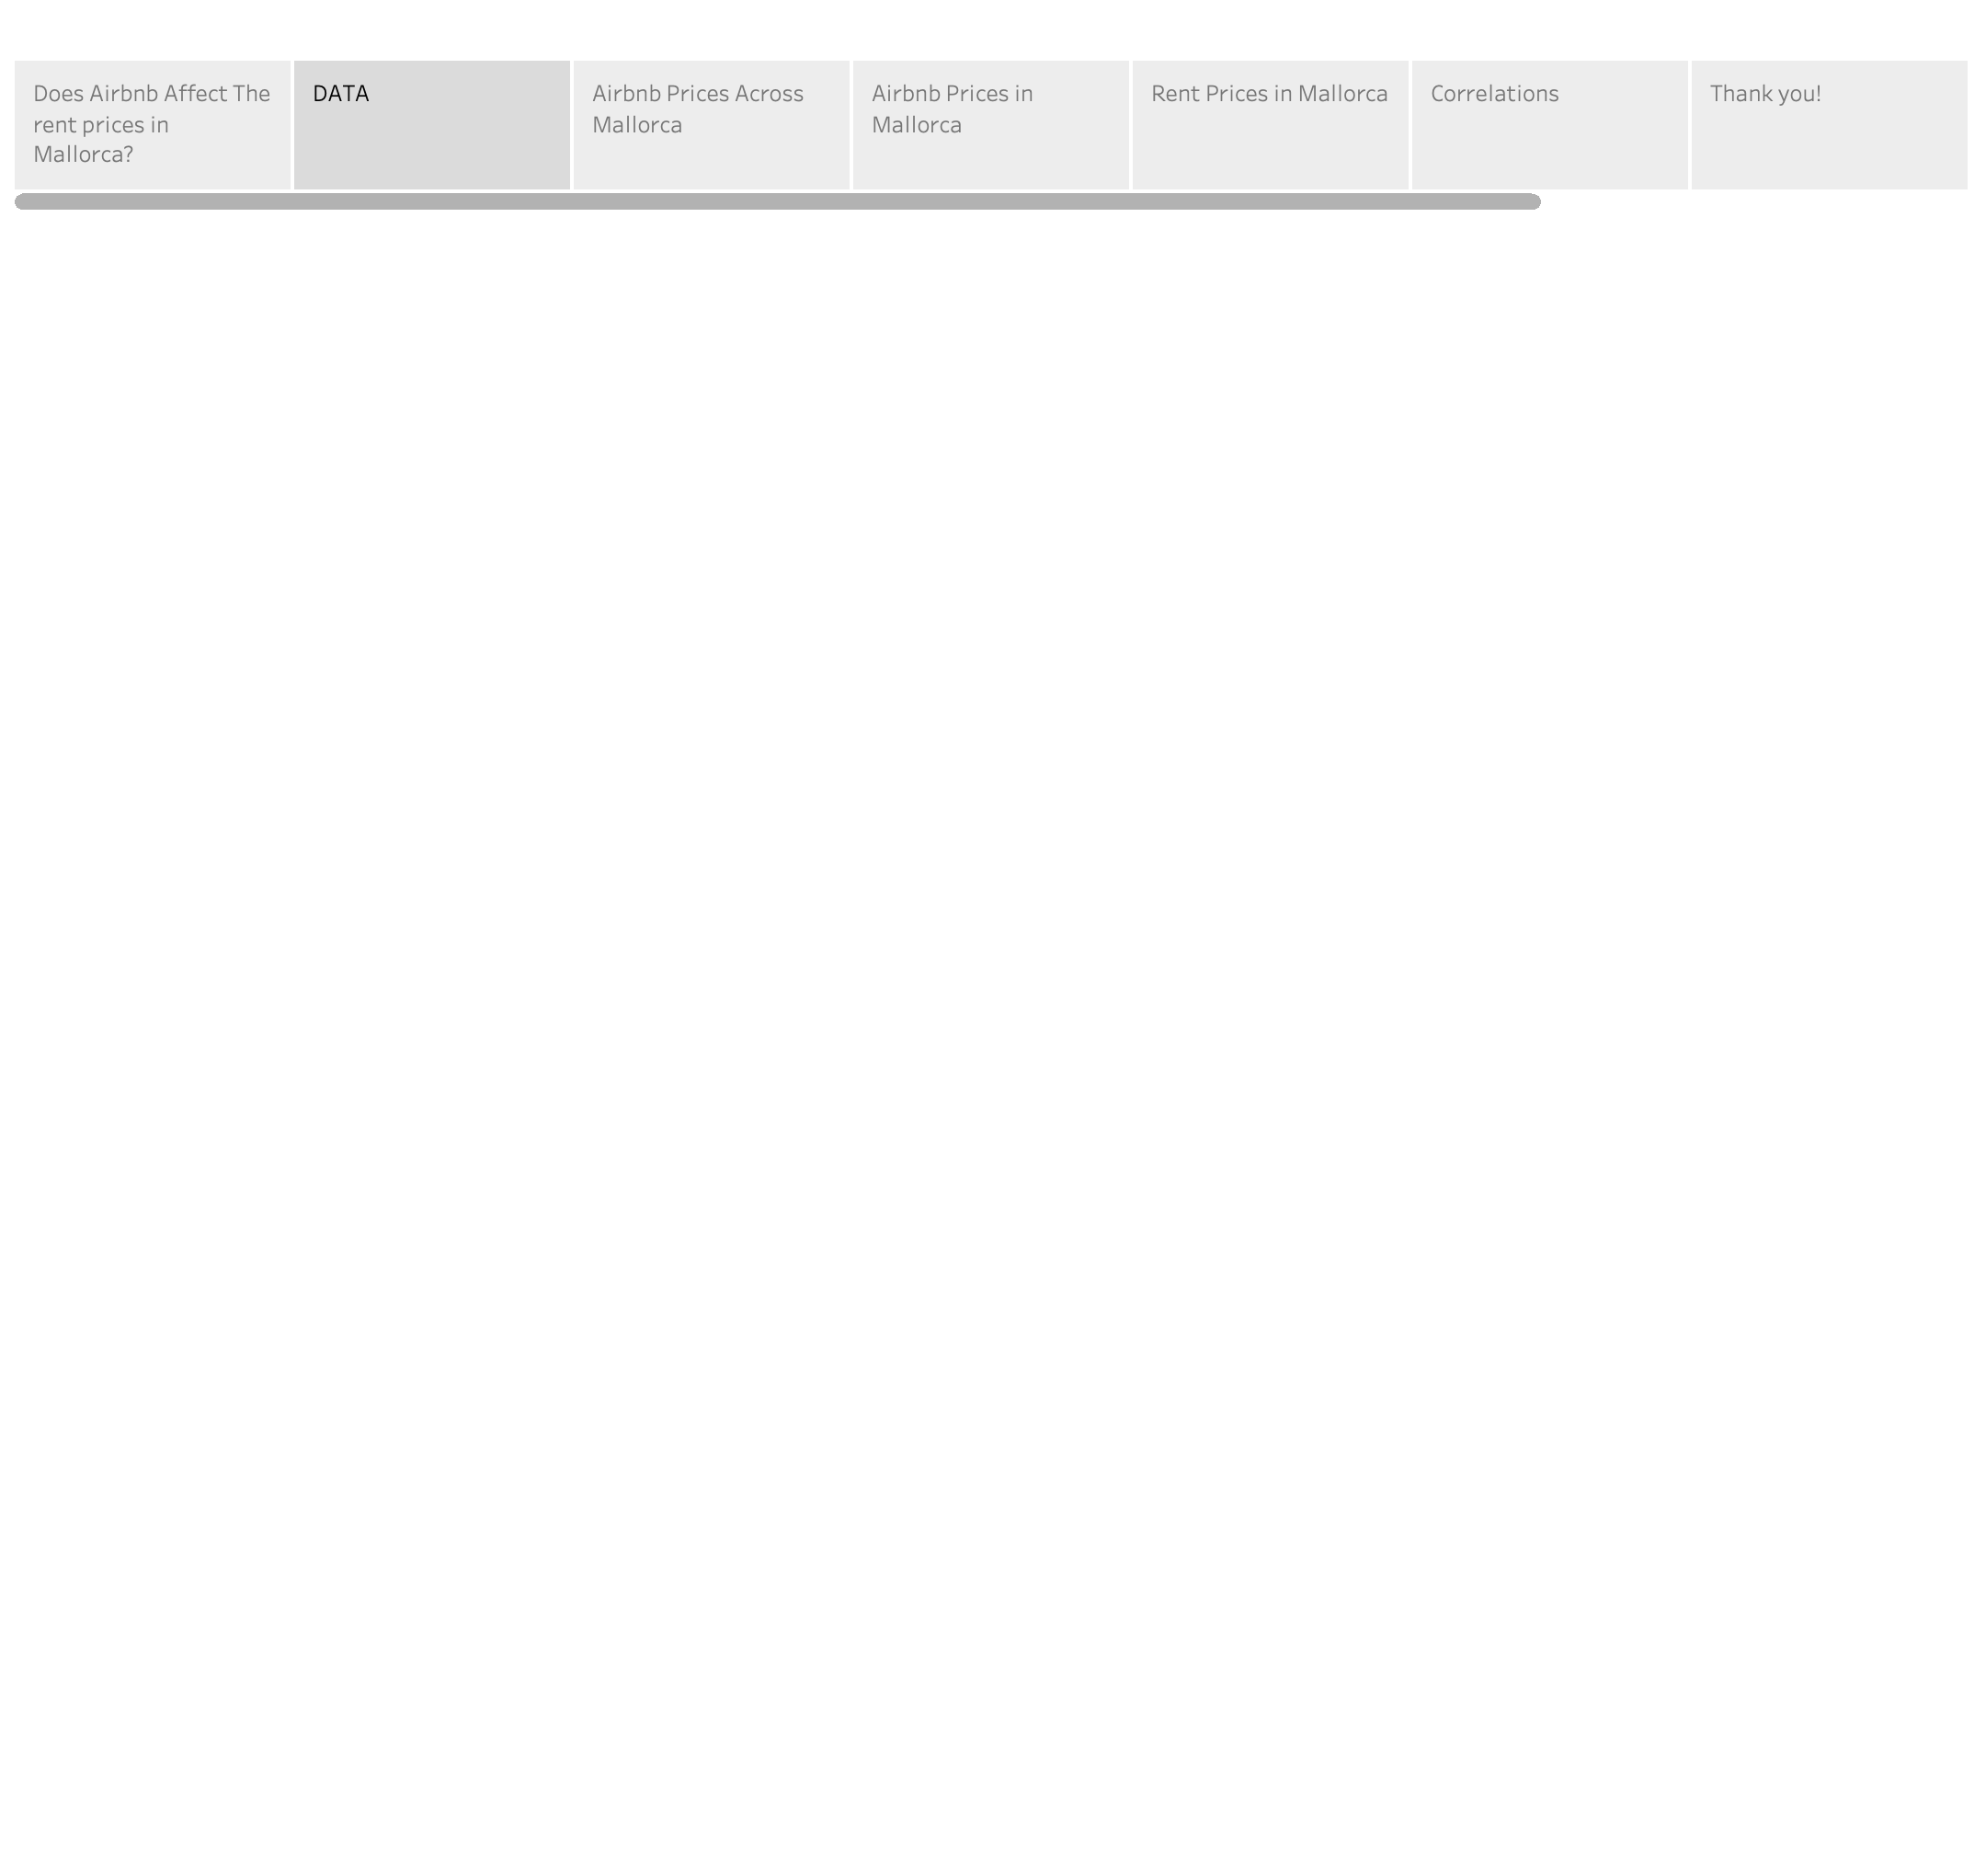 Does Airbnb Affect The
rent prices in
Mallorca?
DATA
Airbnb Prices Across
Mallorca
Airbnb Prices in
Mallorca
Rent Prices in Mallorca
Correlations
Thank you!